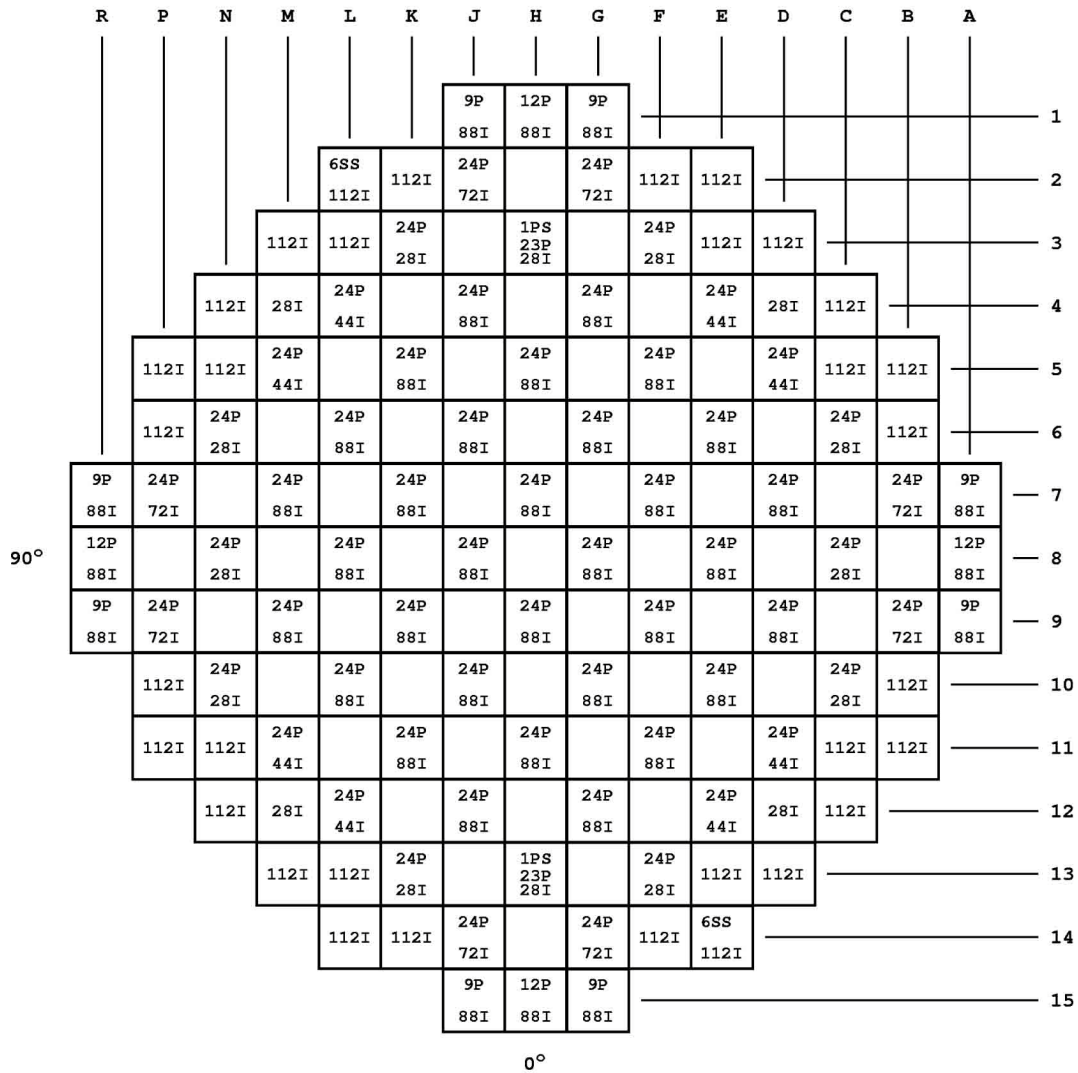 R P N M L K J H G F E D C B A
9P 12P 9P
88I 88I 88I 1
6SS 24P 24P
112I 112I 72I 72I 112I 112I 2
24P 1PS 24P
112I 112I 23P 112I 112I 3
28I 28I 28I
24P 24P 24P 24P
112I 28I 28I 112I 4
44I 88I 88I 44I
24P 24P 24P 24P 24P
112I 112I 112I 112I 5
44I 88I 88I 88I 44I
24P 24P 24P 24P 24P 24P
112I 112I 6
28I 88I 88I 88I 88I 28I
9P 24P 24P 24P 24P 24P 24P 24P 9P
7
88I 72I 88I 88I 88I 88I 88I 72I 88I
12P 24P 24P 24P 24P 24P 24P 12P
90° 8
88I 28I 88I 88I 88I 88I 28I 88I
9P 24P 24P 24P 24P 24P 24P 24P 9P
9
88I 72I 88I 88I 88I 88I 88I 72I 88I
24P 24P 24P 24P 24P 24P
112I 112I 10
28I 88I 88I 88I 88I 28I
24P 24P 24P 24P 24P
112I 112I 112I 112I 11
44I 88I 88I 88I 44I
24P 24P 24P 24P
112I 28I 28I 112I 12
44I 88I 88I 44I
24P 1PS 24P
112I 112I 23P 112I 112I 13
28I 28I 28I
24P 24P 6SS
112I 112I 112I 14
72I 72I 112I
9P 12P 9P
15
88I 88I 88I
0°